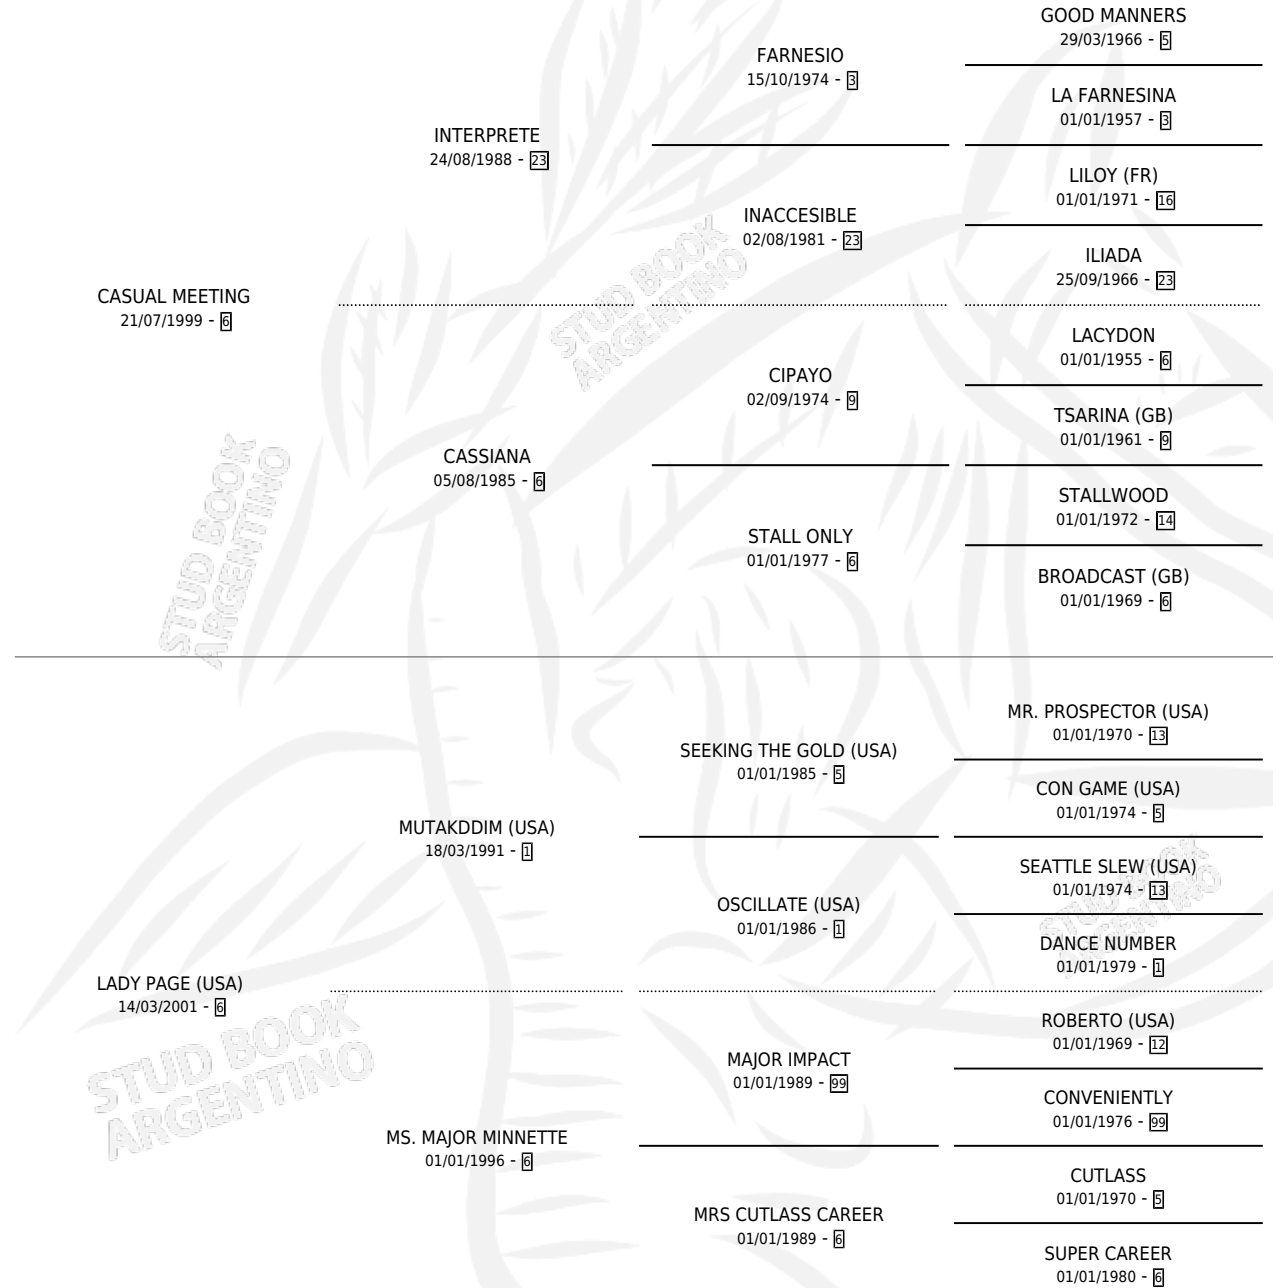 GOOD MANNERS
29/03/1966 - 5
FARNESIO
15/10/1974 - 3
LA FARNESINA
01/01/1957 - 3
INTERPRETE
24/08/1988 - 23
LILOY (FR)
01/01/1971 - 16
INACCESIBLE
02/08/1981 - 23
ILIADA
25/09/1966 - 23
CASUAL MEETING
21/07/1999 - 6
LACYDON
01/01/1955 - 6
CIPAYO
02/09/1974 - 9
TSARINA (GB)
01/01/1961 - 9
CASSIANA
05/08/1985 - 6
STALLWOOD
01/01/1972 - 14
STALL ONLY
01/01/1977 - 6
BROADCAST (GB)
01/01/1969 - 6
MR. PROSPECTOR (USA)
01/01/1970 - 13
SEEKING THE GOLD (USA)
01/01/1985 - 5
CON GAME (USA)
01/01/1974 - 5
MUTAKDDIM (USA)
18/03/1991 - 1
SEATTLE SLEW (USA)
01/01/1974 - 13
OSCILLATE (USA)
01/01/1986 - 1
DANCE NUMBER
01/01/1979 - 1
LADY PAGE (USA)
14/03/2001 - 6
ROBERTO (USA)
01/01/1969 - 12
MAJOR IMPACT
01/01/1989 - 99
CONVENIENTLY
01/01/1976 - 99
MS. MAJOR MINNETTE
01/01/1996 - 6
CUTLASS
01/01/1970 - 5
MRS CUTLASS CAREER
01/01/1989 - 6
SUPER CAREER
01/01/1980 - 6
STUD BOOK
ARGENTINO
STUD BOOK
ARGENTINO
STUD BOOK
ARGENTINO
STUD BOOK
ARGENTINO